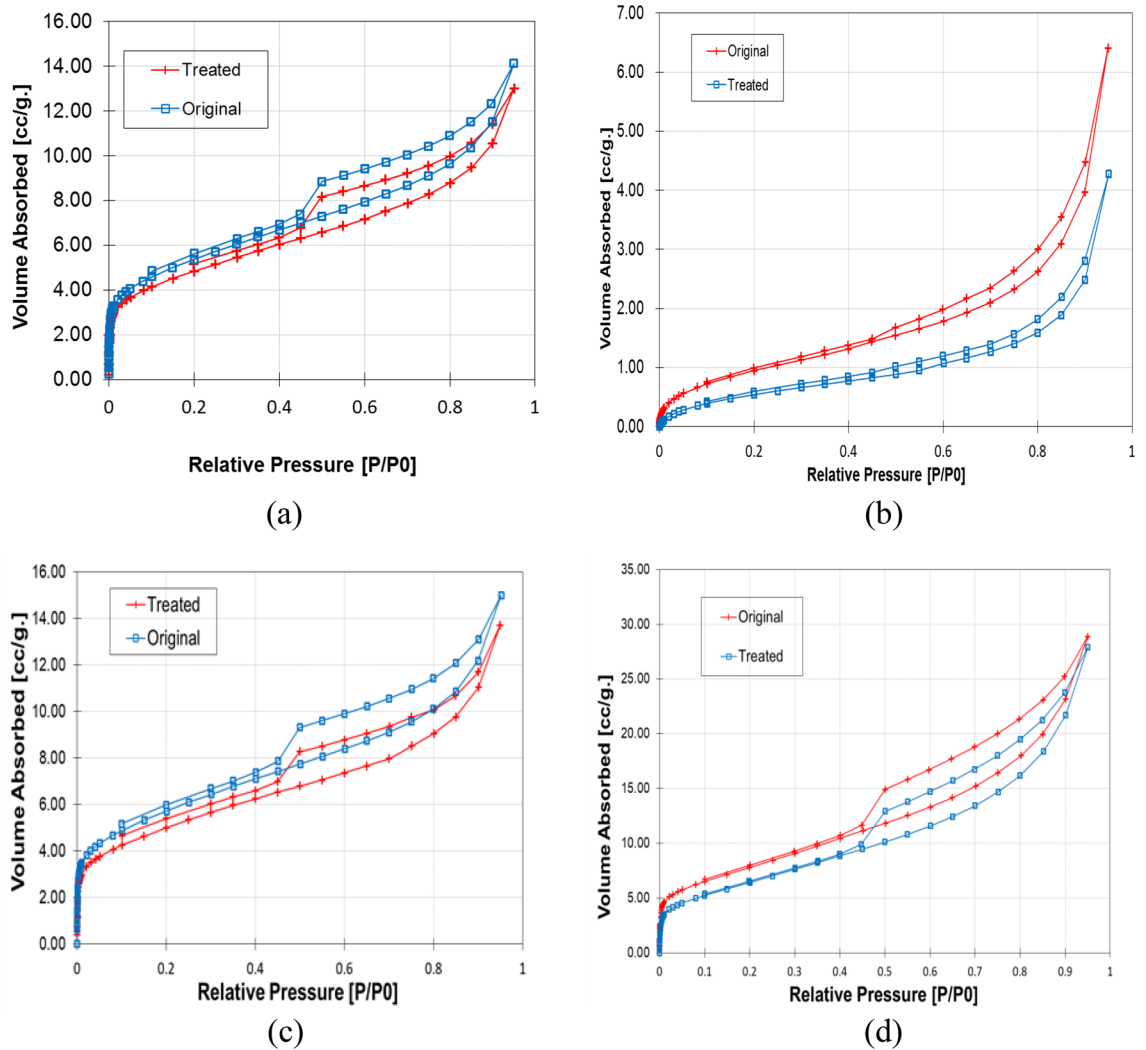 16.00
14.00
12.00
10.00
8.00
6.00
4.00
2.00
0.00
Volume Absorbed [cc/g.]
Treated
Original
0 0.2 0.4 0.6 0.8 1
Relative Pressure [P/P0]
(a)
7.00
6.00
5.00
4.00
3.00
2.00
1.00
0.00
Volume Absorbed [cc/g.]
Original
Treated
0 0.2 0.4 0.6 0.8 1
Relative Pressure [P/P0]
(b)
16.00
14.00
12.00
10.00
8.00
6.00
4.00
2.00
0.00
Volume Absorbed [cc/g.]
Treated
Original
0 0.2 0.4 0.6 0.8 1
Relative Pressure [P/P0]
(c)
35.00
30.00
25.00
20.00
15.00
10.00
5.00
0.00
Volume Absorbed [cc/g.]
Original
Treated
0 0.1 0.2 0.3 0.4 0.5 0.6 0.7 0.8 0.9 1
Relative Pressure [P/P0]
(d)